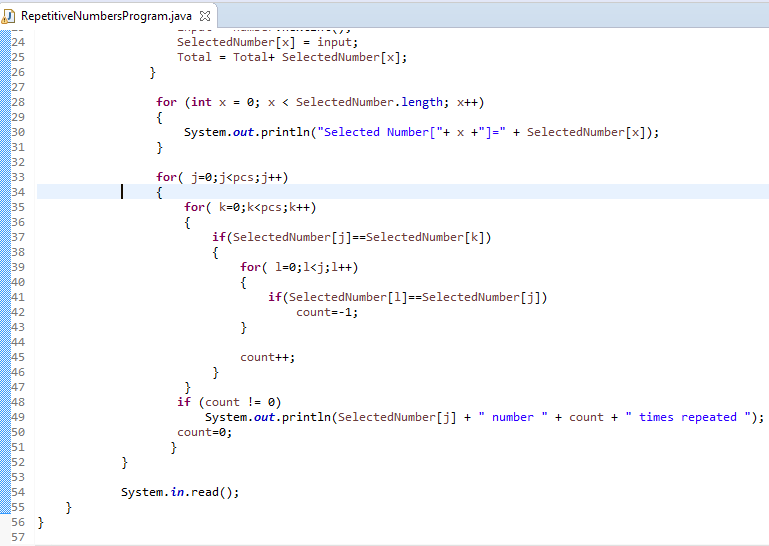 RepetitiveNumbersProgram.java
24 SelectedNumber[x] = input;
25 Total = Total+ SelectedNumber[x];
26 }
27
28 for (int x = 0; x < SelectedNumber.length; x++)
29 {
30 System.out.println("Selected Number["+ x +"]=" + SelectedNumber[x]);
31 }
32
33 for( j=0;j<pcs;j++)
34 {
35 for( k=0;k<pcs;k++)
36 {
37 if(SelectedNumber[j]==SelectedNumber[k])
38 {
39 for( l=0;l<j;l++)
40 {
41 if(SelectedNumber[l]==SelectedNumber[j])
42 count=-1;
43 }
44
45 count++;
46 }
47 }
48 if (count != 0)
49 System.out.println(SelectedNumber[j] + " number " + count + " times repeated ");
50 count=0;
51 }
52 }
53
54 System.in.read();
55 }
56 }
57